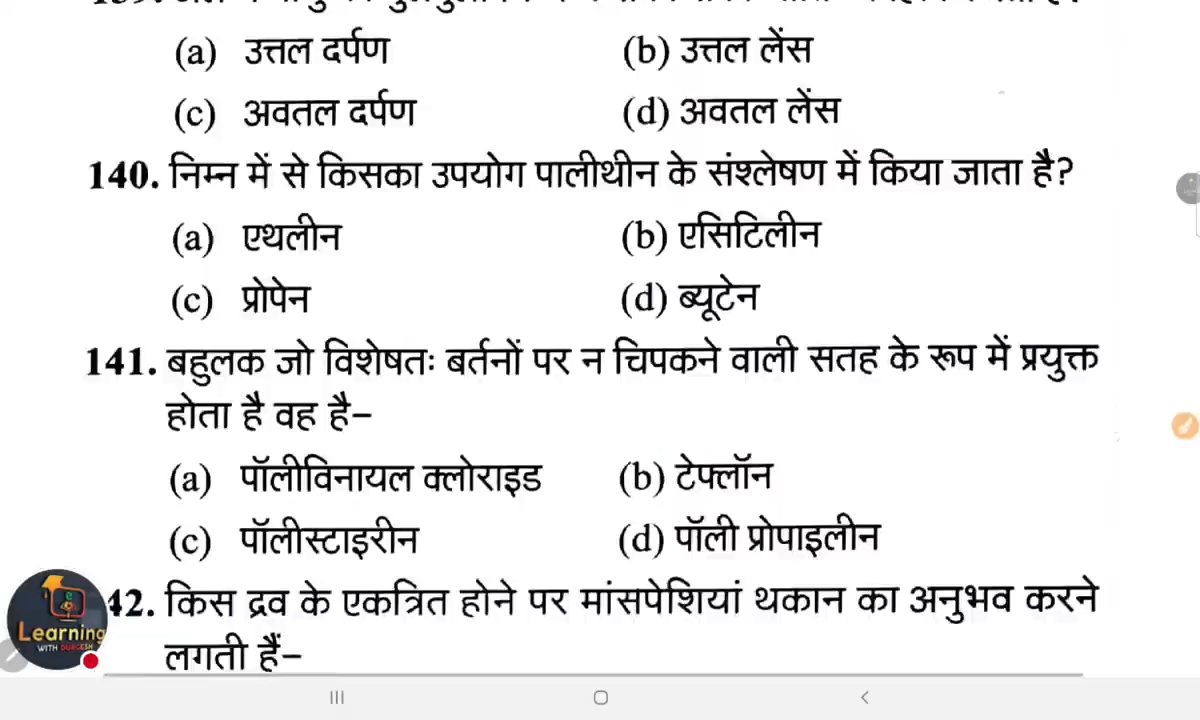 (a) उत्तल दर्पण (b) उत्तल लेंस
(c) अवतल दर्पण (d) अवतल लेंस
140. निम्न में से किसका उपयोग पालीथीन के संश्लेषण में किया जाता है?
(a) एथलीन (b) एसिटिलीन
(c) प्रोपेन (d) ब्यूटेन
141. बहुलक जो विशेषतः बर्तनों पर न चिपकने वाली सतह के रूप में प्रयुक्त
होता है वह है–
(a) पॉलीविनायल क्लोराइड (b) टेफ्लॉन
(c) पॉलीस्टाइरीन (d) पॉली प्रोपाइलीन
42. किस द्रव के एकत्रित होने पर मांसपेशियां थकान का अनुभव करने
लगती हैं–
Learning
WITH DURGESH